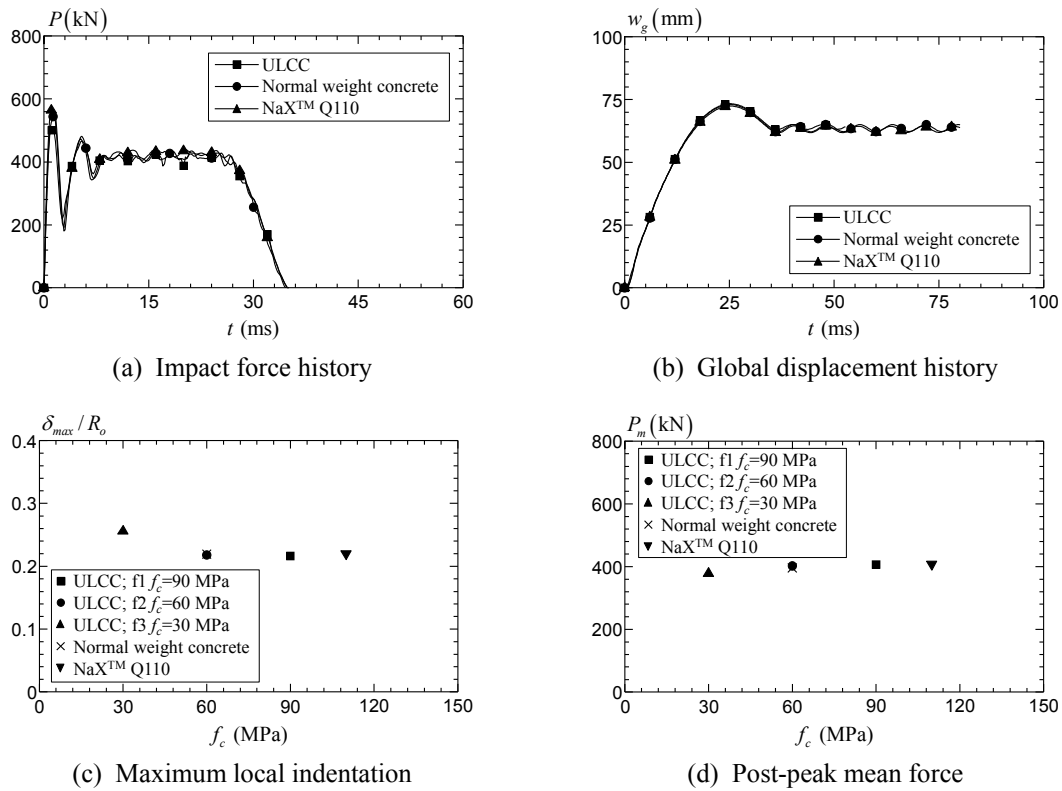 P(kN)
800
600
400
200
0
0 15 30 45 60
t (ms)
ULCC
Normal weight concrete
NaX™ Q110
(a) Impact force history
w_g(mm)
100
75
50
25
0
0 25 50 75 100
t (ms)
ULCC
Normal weight concrete
NaX™ Q110
(b) Global displacement history
δ_max / R_o
0.4
0.3
0.2
0.1
0
0 30 60 90 120 150
f_c (MPa)
ULCC; f1 f_c=90 MPa
ULCC; f2 f_c=60 MPa
ULCC; f3 f_c=30 MPa
Normal weight concrete
NaX™ Q110
(c) Maximum local indentation
P_m(kN)
800
600
400
200
0
0 30 60 90 120 150
f_c (MPa)
ULCC; f1 f_c=90 MPa
ULCC; f2 f_c=60 MPa
ULCC; f3 f_c=30 MPa
Normal weight concrete
NaX™ Q110
(d) Post-peak mean force